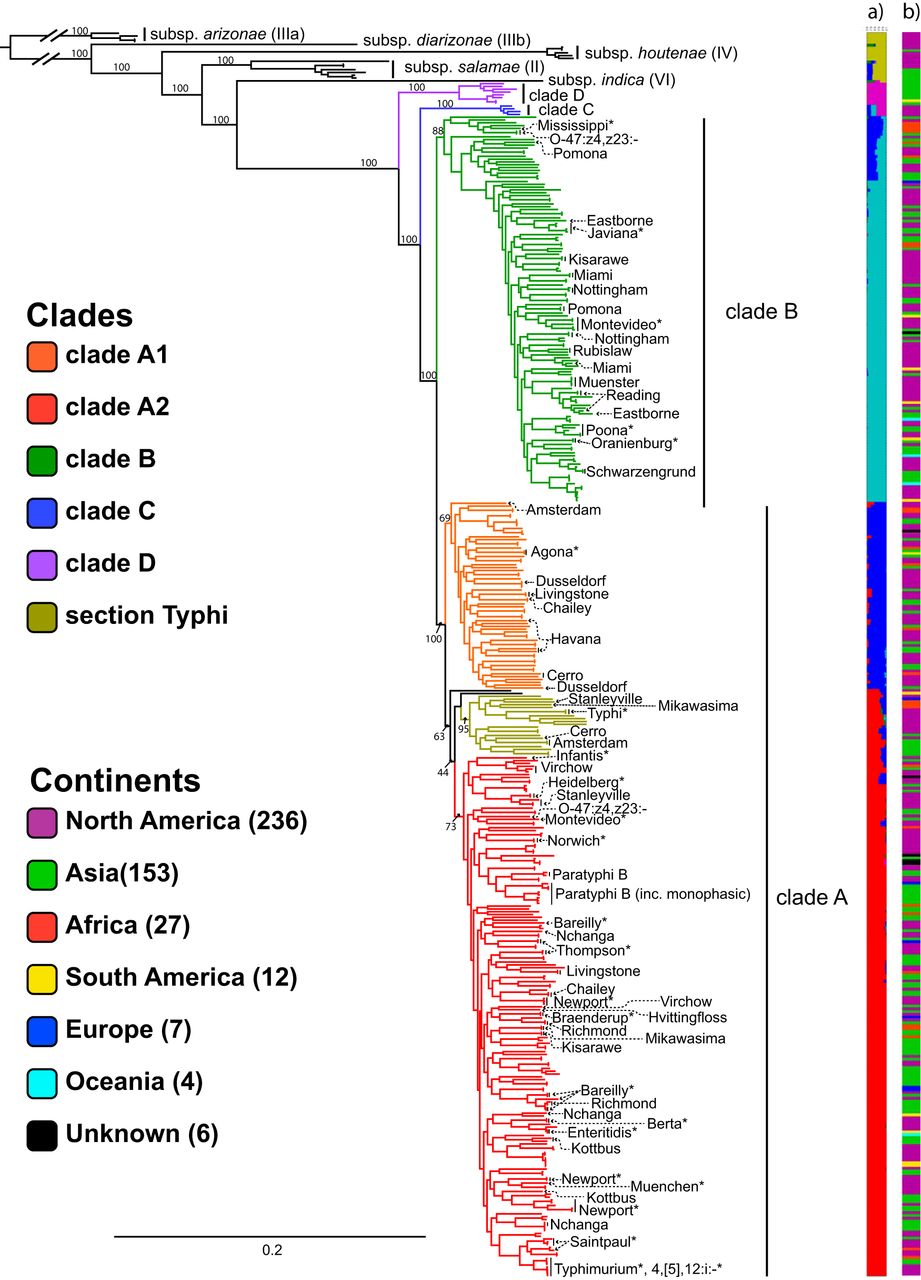 a)
b)
100
subsp. arizonae (IIIa)
subsp. diarizonae (IIIb)
100
subsp. houtenae (IV)
100
100
subsp. salamae (II)
100
subsp. indica (VI)
100
clade D
100
clade C
100
88
Mississippi*
O-47:z4,z23:-
Pomona
100
100
Eastborne
Javiana*
Kisarawe
Miami
Nottingham
Pomona
Montevideo*
Nottingham
Rubislaw
Miami
Muenster
Reading
Eastborne
Poona*
Oranienburg*
Schwarzengrund
clade B
100
Clades
clade A1
clade A2
clade B
clade C
clade D
section Typhi
69
Amsterdam
Agona*
Dusseldorf
Livingstone
Chailey
Havana
Cerro
Dusseldorf
100
Stanleyville
Mikawasima
Typhi*
95
63
Cerro
Amsterdam
Infantis*
44
Virchow
Heidelberg*
Stanleyville
O-47:z4,z23:-
Montevideo*
73
Norwich*
Paratyphi B
Paratyphi B (inc. monophasic)
clade A
Bareilly*
Nchanga
Thompson*
Livingstone
Chailey
Newport*
Virchow
Braenderup*
Hvittingfloss
Richmond
Mikawasima
Kisarawe
Bareilly*
Richmond
Nchanga
Berta*
Enteritidis*
Kottbus
Newport*
Muenchen*
Kottbus
Newport*
Nchanga
Saintpaul*
Typhimurium*, 4,[5],12:i:-*
Continents
North America (236)
Asia(153)
Africa (27)
South America (12)
Europe (7)
Oceania (4)
Unknown (6)
0.2